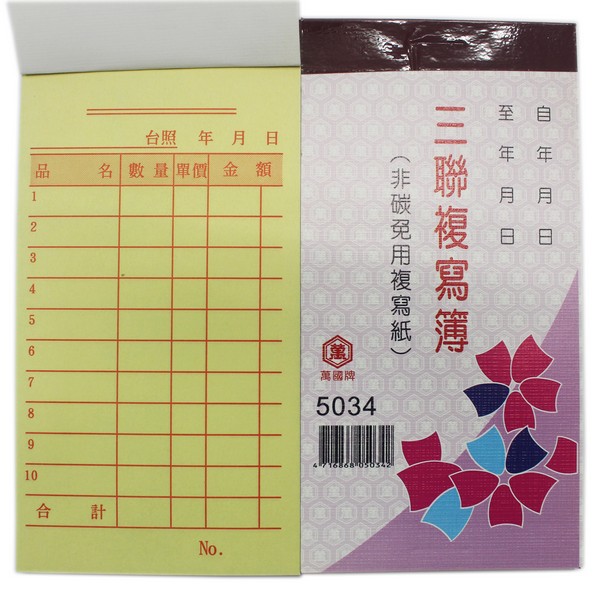 台照 年 月 日
品 名 數量 單價 金 額
1
2
3
4
5
6
7
8
9
10
合 計
No.
自 年 月 日
至 年 月 日
三聯複寫簿
(非碳免用複寫紙)
萬
萬國牌
5034
4 716868 050342